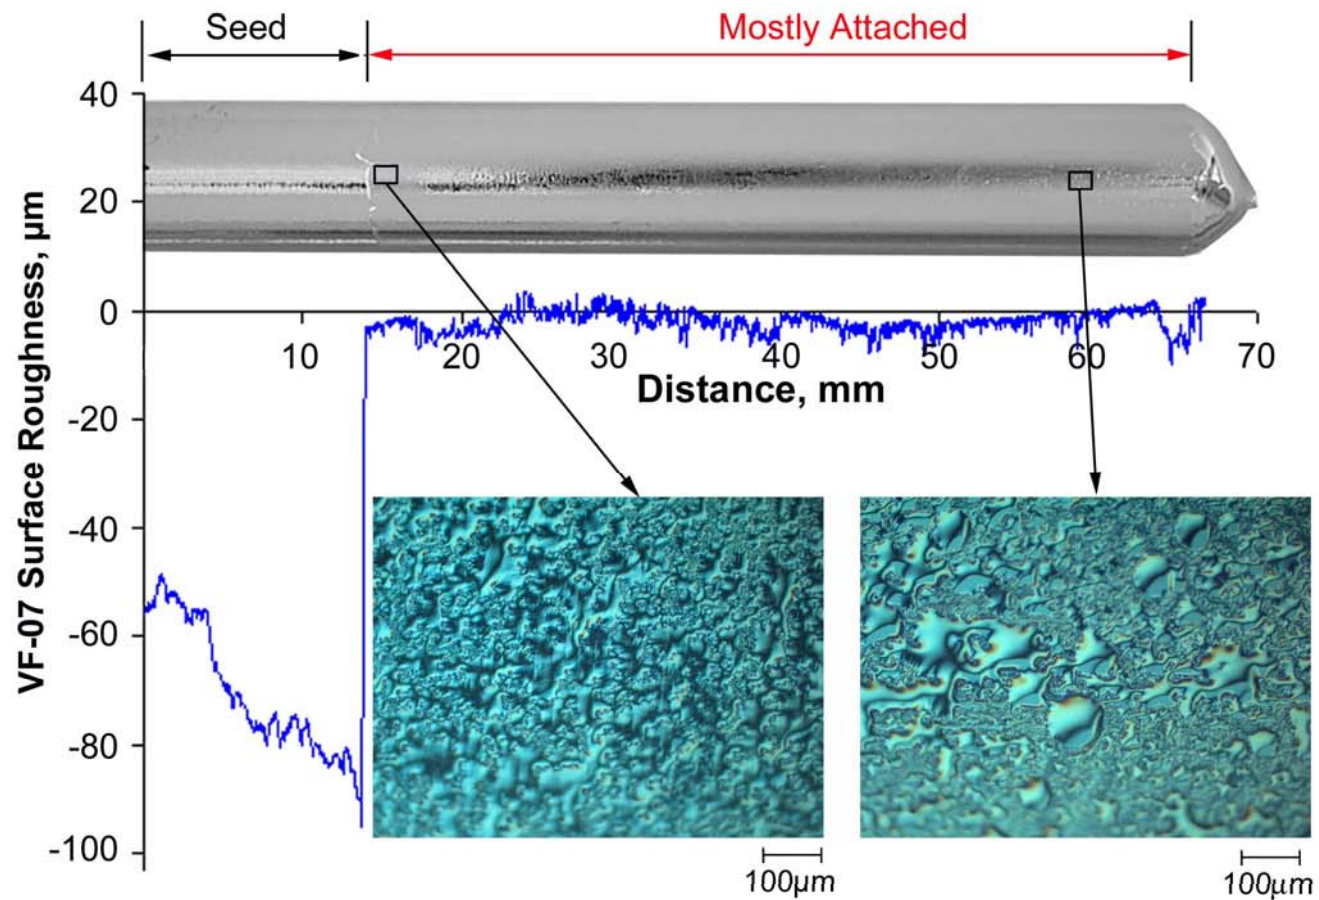 Seed
Mostly Attached
40
20
0
-20
-40
-60
-80
-100
VF-07 Surface Roughness, µm
10 20 30 40 50 60 70
Distance, mm
100µm
100µm